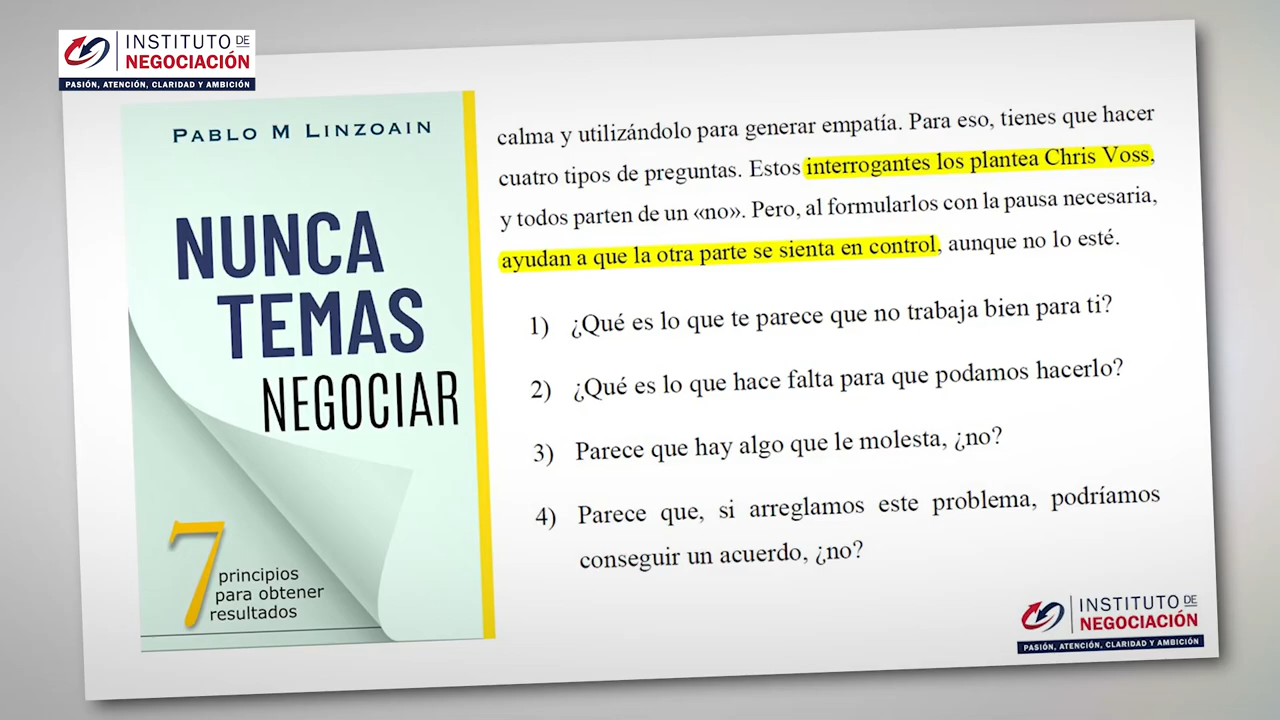 INSTITUTO DE
NEGOCIACIÓN
PASIÓN, ATENCIÓN, CLARIDAD Y AMBICIÓN
PABLO M LINZOAIN
NUNCA
TEMAS
NEGOCIAR
7
principios
para obtener
resultados
calma y utilizándolo para generar empatía. Para eso, tienes que hacer
cuatro tipos de preguntas. Estos interrogantes los plantea Chris Voss,
y todos parten de un «no». Pero, al formularlos con la pausa necesaria,
ayudan a que la otra parte se sienta en control, aunque no lo esté.
1) ¿Qué es lo que te parece que no trabaja bien para ti?
2) ¿Qué es lo que hace falta para que podamos hacerlo?
3) Parece que hay algo que le molesta, ¿no?
4) Parece que, si arreglamos este problema, podríamos
conseguir un acuerdo, ¿no?
INSTITUTO DE
NEGOCIACIÓN
PASIÓN, ATENCIÓN, CLARIDAD Y AMBICIÓN